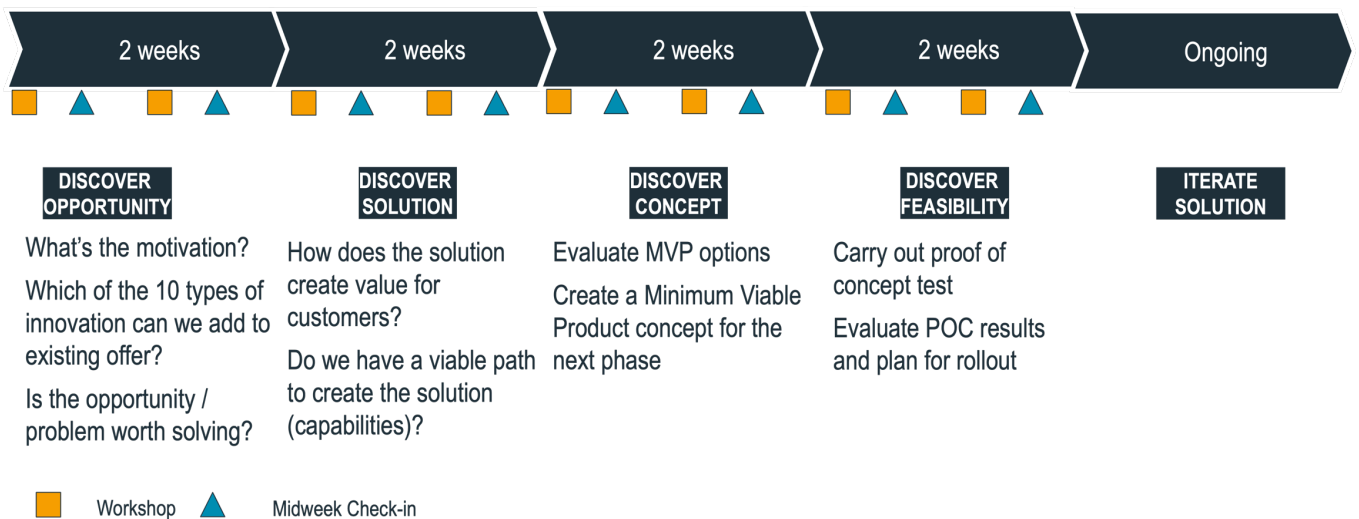 2 weeks
2 weeks
2 weeks
2 weeks
Ongoing
DISCOVER
OPPORTUNITY
What's the motivation?
Which of the 10 types of
innovation can we add to
existing offer?
Is the opportunity /
problem worth solving?
DISCOVER
SOLUTION
How does the solution
create value for
customers?
Do we have a viable path
to create the solution
(capabilities)?
DISCOVER
CONCEPT
Evaluate MVP options
Create a Minimum Viable
Product concept for the
next phase
DISCOVER
FEASIBILITY
Carry out proof of
concept test
Evaluate POC results
and plan for rollout
ITERATE
SOLUTION
Workshop
Midweek Check-in